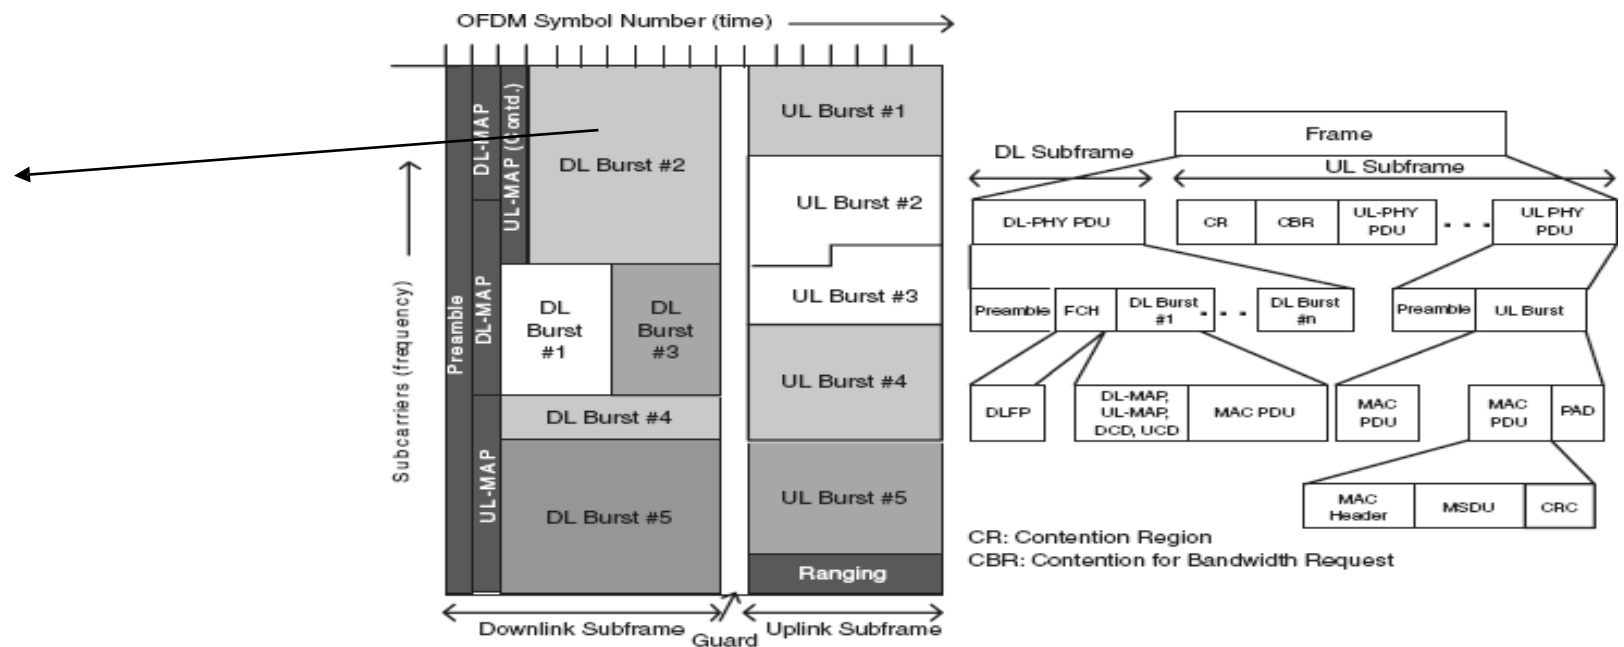 OFDM Symbol Number (time)
Subcarriers (frequency)
Preamble
DL-MAP
DL-MAP
UL-MAP
UL-MAP (Contd.)
DL Burst #2
DL
Burst
#1
DL
Burst
#3
DL Burst #4
DL Burst #5
UL Burst #1
UL Burst #2
UL Burst #3
UL Burst #4
UL Burst #5
Ranging
Downlink Subframe
Guard
Uplink Subframe
Frame
DL Subframe
UL Subframe
DL-PHY PDU
CR
CBR
UL-PHY
PDU
UL PHY
PDU
Preamble
FCH
DL Burst
#1
DL Burst
#n
Preamble
UL Burst
DLFP
DL-MAP,
UL-MAP,
DCD, UCD
MAC PDU
MAC
PDU
MAC
PDU
PAD
MAC
Header
MSDU
CRC
CR: Contention Region
CBR: Contention for Bandwidth Request